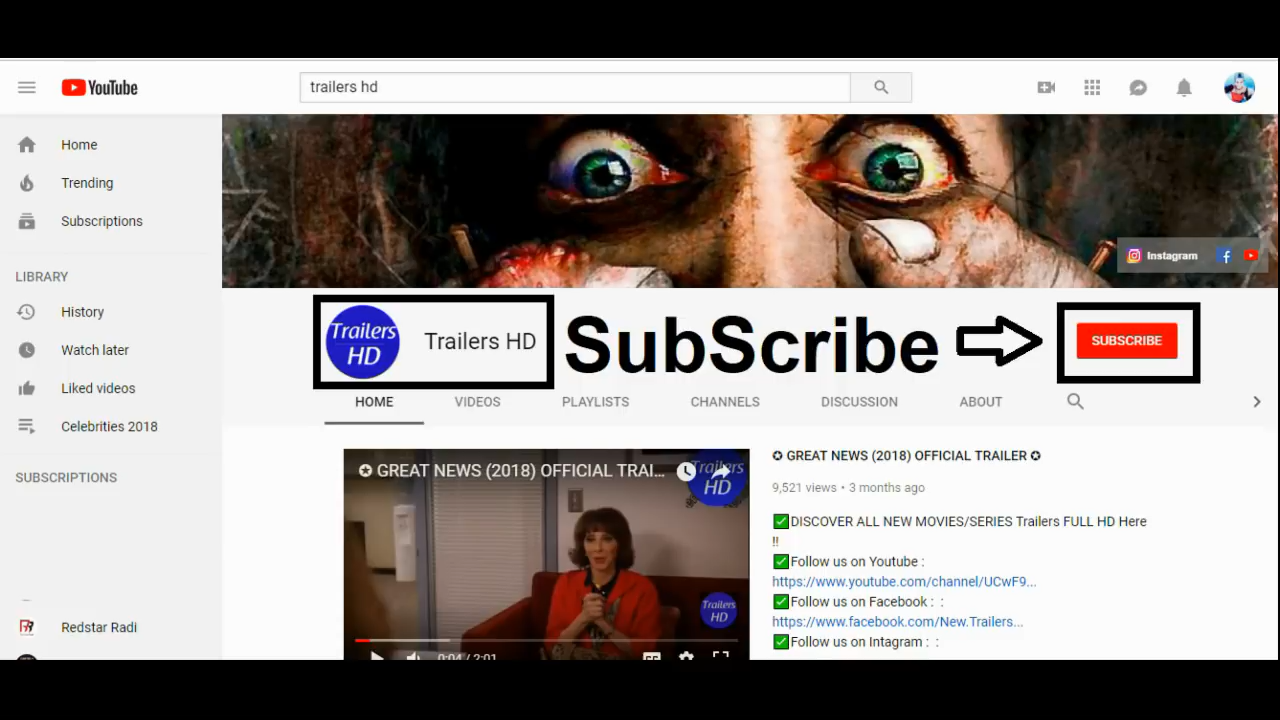 YouTube
trailers hd
Home
Trending
Subscriptions
LIBRARY
History
Watch later
Liked videos
Celebrities 2018
SUBSCRIPTIONS
Redstar Radi
Instagram
Trailers
HD
Trailers HD
SubScribe
SUBSCRIBE
HOME VIDEOS PLAYLISTS CHANNELS DISCUSSION ABOUT
✪ GREAT NEWS (2018) OFFICIAL TRAI...
Trailers
HD
Trailers
HD
0:04 / 2:01
✪ GREAT NEWS (2018) OFFICIAL TRAILER ✪
9,521 views • 3 months ago
✅DISCOVER ALL NEW MOVIES/SERIES Trailers FULL HD Here
!!
✅Follow us on Youtube :
https://www.youtube.com/channel/UCwF9...
✅Follow us on Facebook : :
https://www.facebook.com/New.Trailers...
✅Follow us on Intagram : :